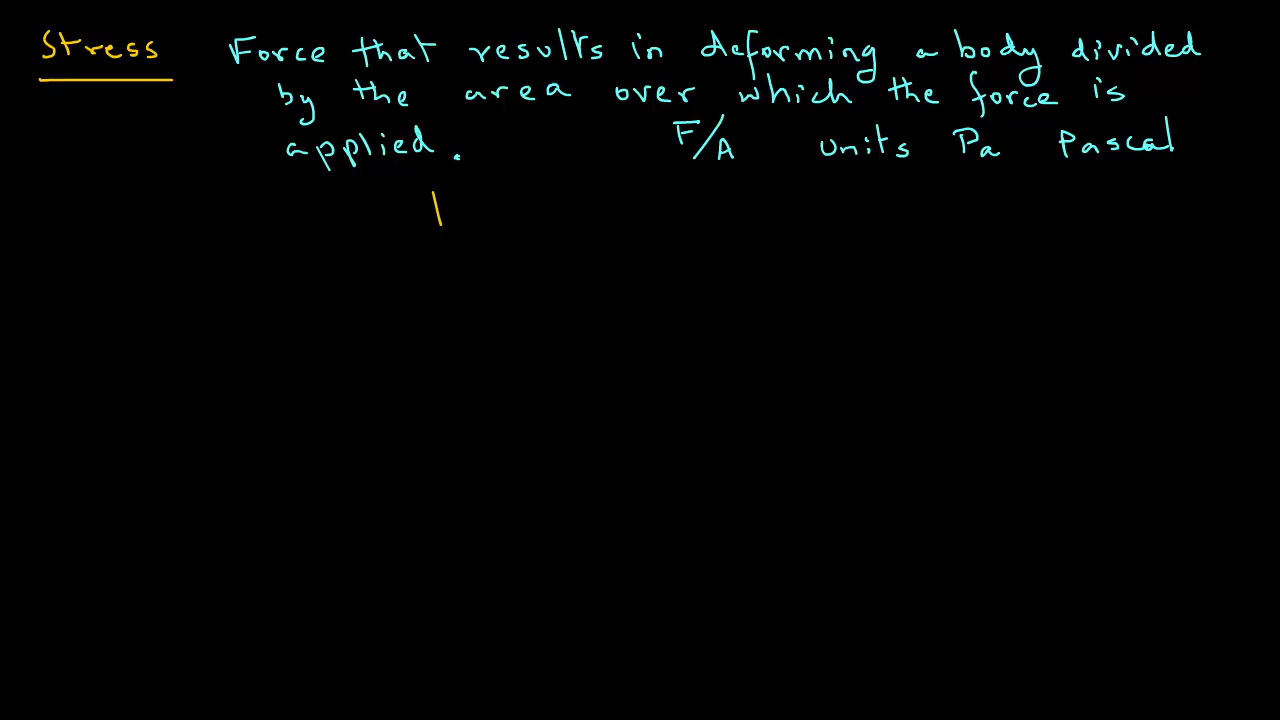 Stress Force that results in deforming a body divided
by the area over which the force is
applied. F/A units Pa Pascal